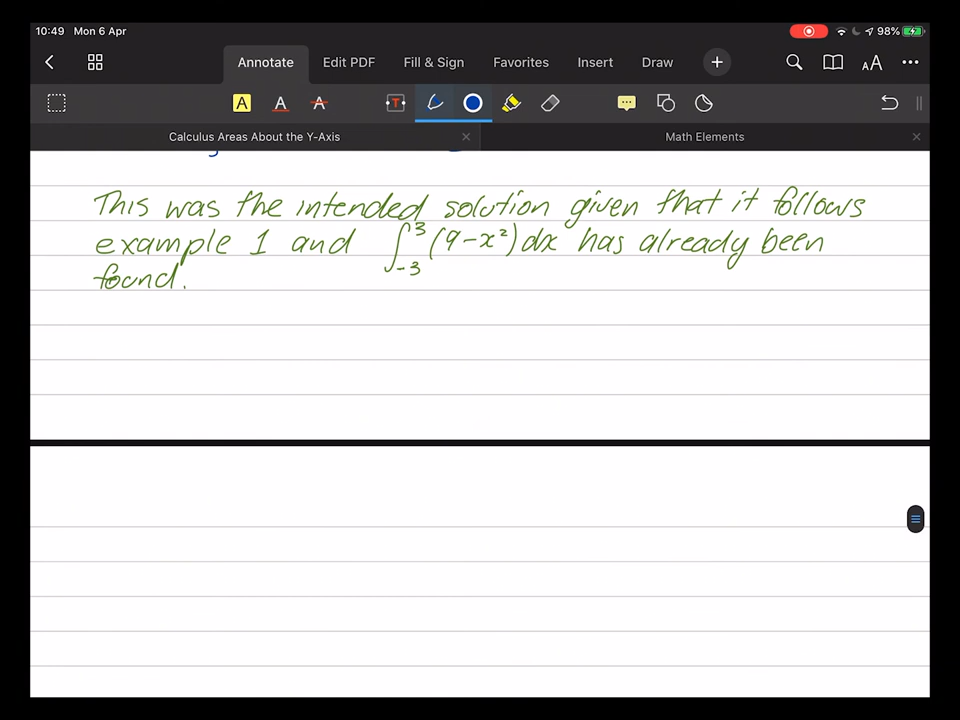 10:49 Mon 6 Apr 98%
Annotate Edit PDF Fill & Sign Favorites Insert Draw
A A A T AA
Calculus Areas About the Y-Axis Math Elements
This was the intended solution given that it follows
example 1 and ∫₋₃³ (9-x²)dx has already been
found.